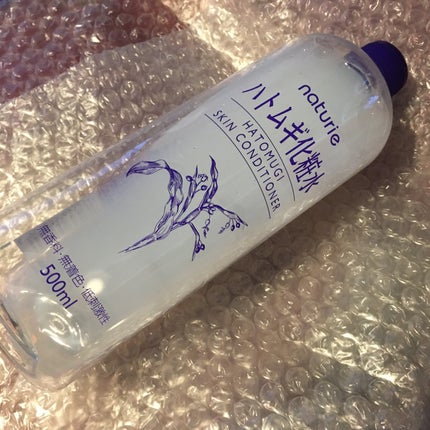 naturie
ハトムギ化粧水
HATOMUGI
SKIN CONDITIONER
無香料・無着色・低刺激性
500ml